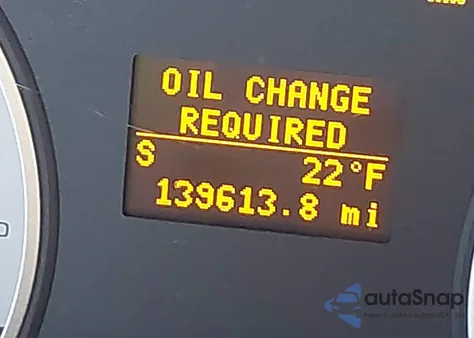 OIL CHANGE
REQUIRED
S 22°F
139613.8 mi
autaSnap